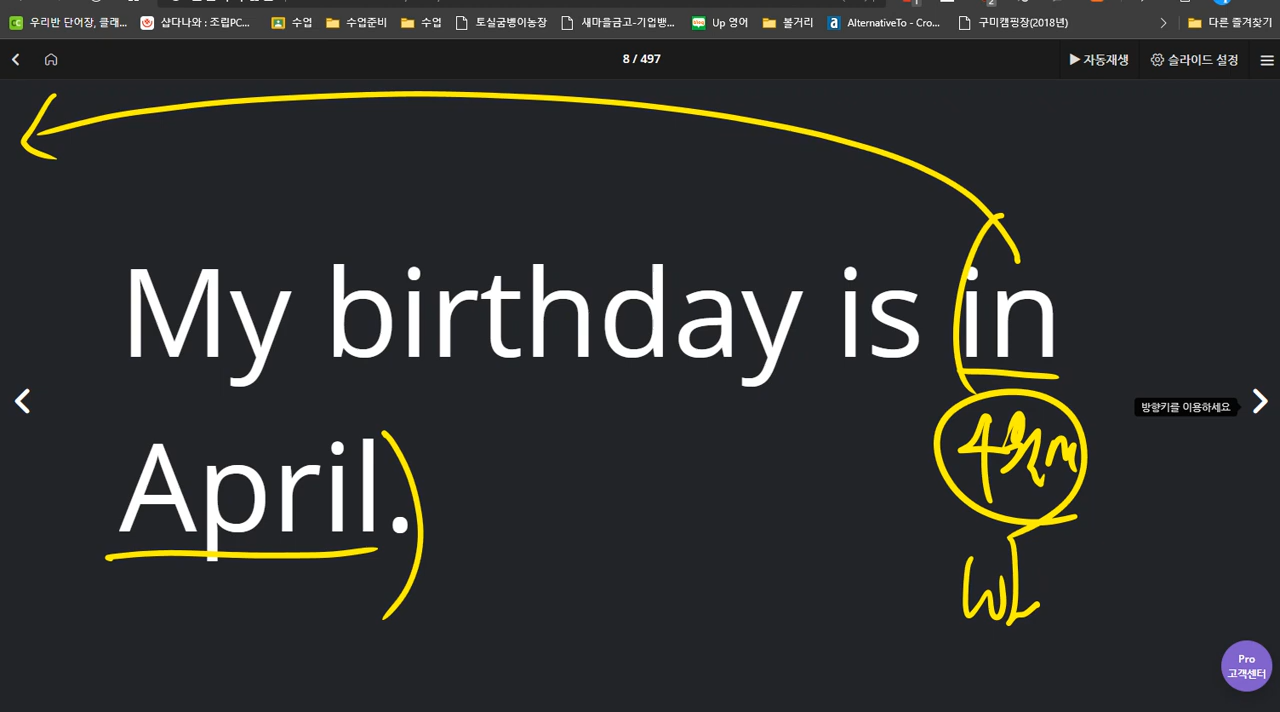 우리반 단어장, 클래... 샵다나와 : 조립PC... 수업 수업준비 수업 토실굼벵이농장 새마을금고-기업뱅... Up 영어 볼거리 AlternativeTo - Cro... 구미캠핑장(2018년) 다른 즐겨찾기
8 / 497 자동재생 슬라이드 설정
My birthday is in
방향키를 이용하세요
April.
Pro
고객센터